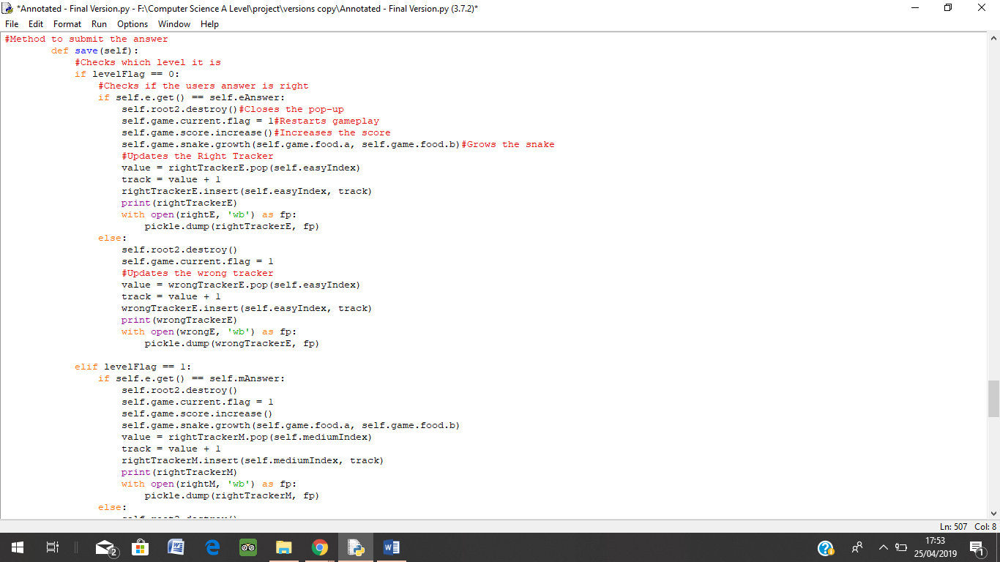 *Annotated - Final Version.py - F:\Computer Science A Level\project\versions copy\Annotated - Final Version.py (3.7.2)*
File Edit Format Run Options Window Help
#Method to submit the answer
        def save(self):
            #Checks which level it is
            if levelFlag == 0:
                #Checks if the users answer is right
                if self.e.get() == self.eAnswer:
                    self.root2.destroy()#Closes the pop-up
                    self.game.current.flag = 1#Restarts gameplay
                    self.game.score.increase()#Increases the score
                    self.game.snake.growth(self.game.food.a, self.game.food.b)#Grows the snake
                    #Updates the Right Tracker
                    value = rightTrackerE.pop(self.easyIndex)
                    track = value + 1
                    rightTrackerE.insert(self.easyIndex, track)
                    print(rightTrackerE)
                    with open(rightE, 'wb') as fp:
                        pickle.dump(rightTrackerE, fp)
                else:
                    self.root2.destroy()
                    self.game.current.flag = 1
                    #Updates the wrong tracker
                    value = wrongTrackerE.pop(self.easyIndex)
                    track = value + 1
                    wrongTrackerE.insert(self.easyIndex, track)
                    print(wrongTrackerE)
                    with open(wrongE, 'wb') as fp:
                        pickle.dump(wrongTrackerE, fp)

            elif levelFlag == 1:
                if self.e.get() == self.mAnswer:
                    self.root2.destroy()
                    self.game.current.flag = 1
                    self.game.score.increase()
                    self.game.snake.growth(self.game.food.a, self.game.food.b)
                    value = rightTrackerM.pop(self.mediumIndex)
                    track = value + 1
                    rightTrackerM.insert(self.mediumIndex, track)
                    print(rightTrackerM)
                    with open(rightM, 'wb') as fp:
                        pickle.dump(rightTrackerM, fp)
                else:
                    self.root2.destroy()
Ln: 507 Col: 8
2
17:53
25/04/2019
1